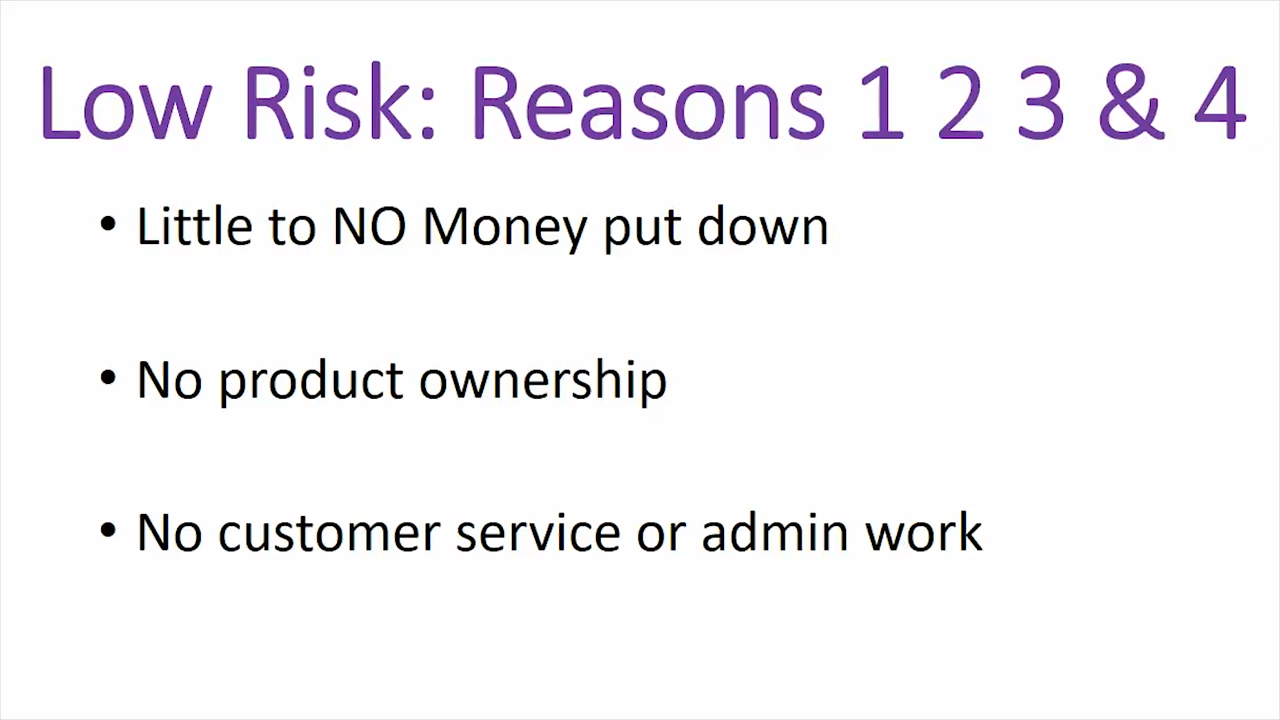 Low Risk: Reasons 1 2 3 & 4
• Little to NO Money put down
• No product ownership
• No customer service or admin work